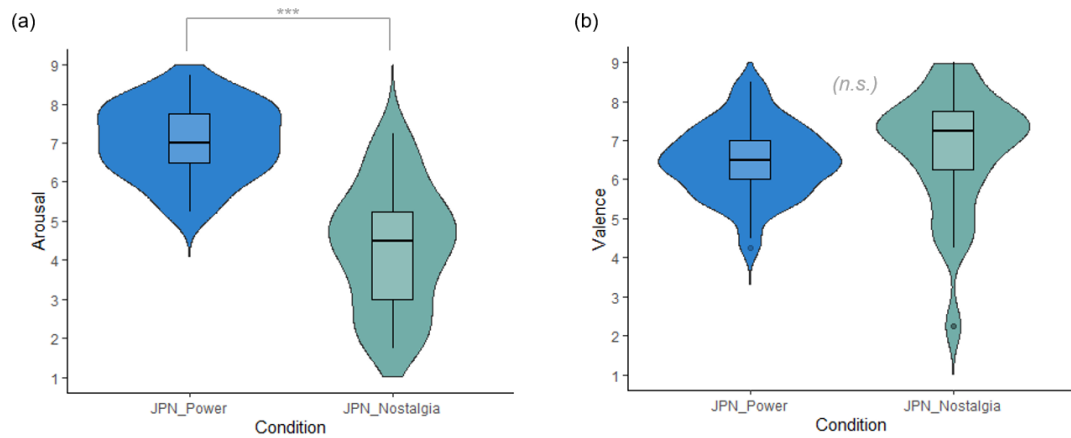 (a)
***
Arousal
9
8
7
6
5
4
3
2
1
JPN_Power JPN_Nostalgia
Condition
(b)
(n.s.)
Valence
9
8
7
6
5
4
3
2
1
JPN_Power JPN_Nostalgia
Condition